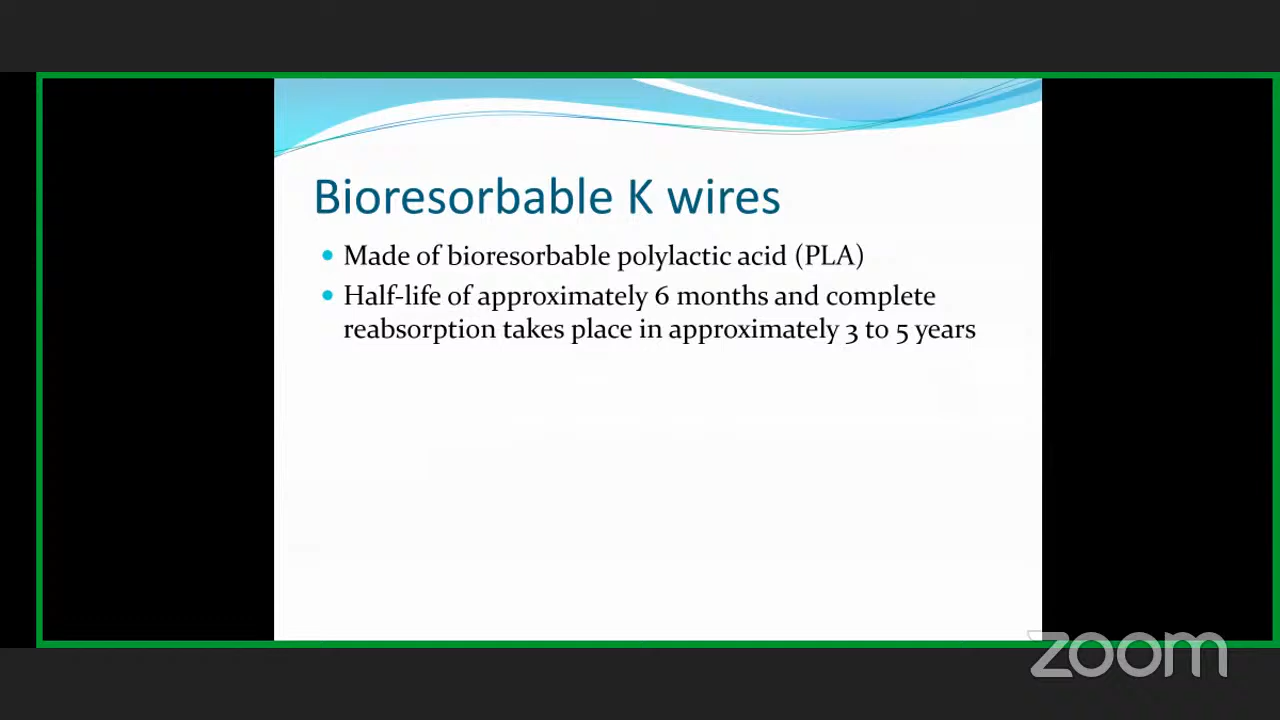 Bioresorbable K wires
Made of bioresorbable polylactic acid (PLA)
Half-life of approximately 6 months and complete
reabsorption takes place in approximately 3 to 5 years
zoom